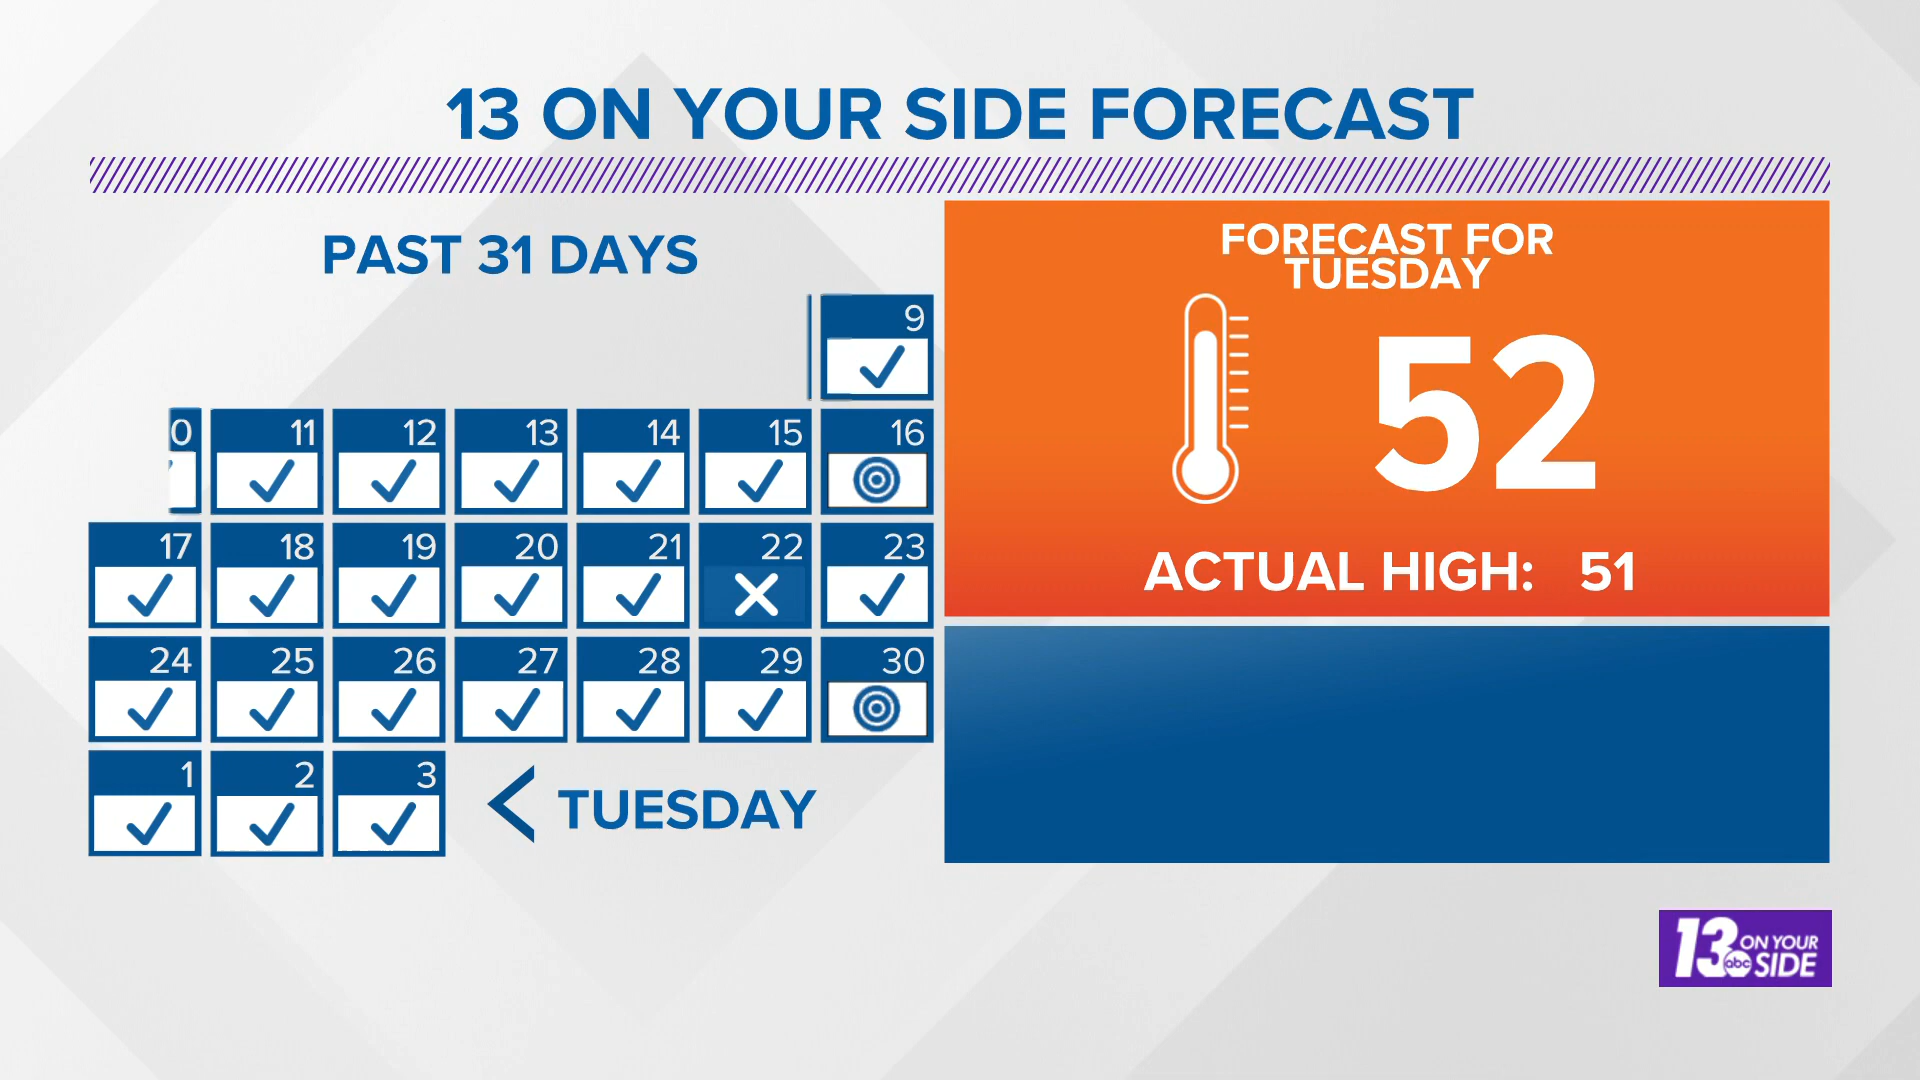 13 ON YOUR SIDE FORECAST
PAST 31 DAYS
9
0 11 12 13 14 15 16
17 18 19 20 21 22 23
24 25 26 27 28 29 30
1 2 3 < TUESDAY
FORECAST FOR
TUESDAY
52
ACTUAL HIGH: 51
13 ON YOUR
abc SIDE